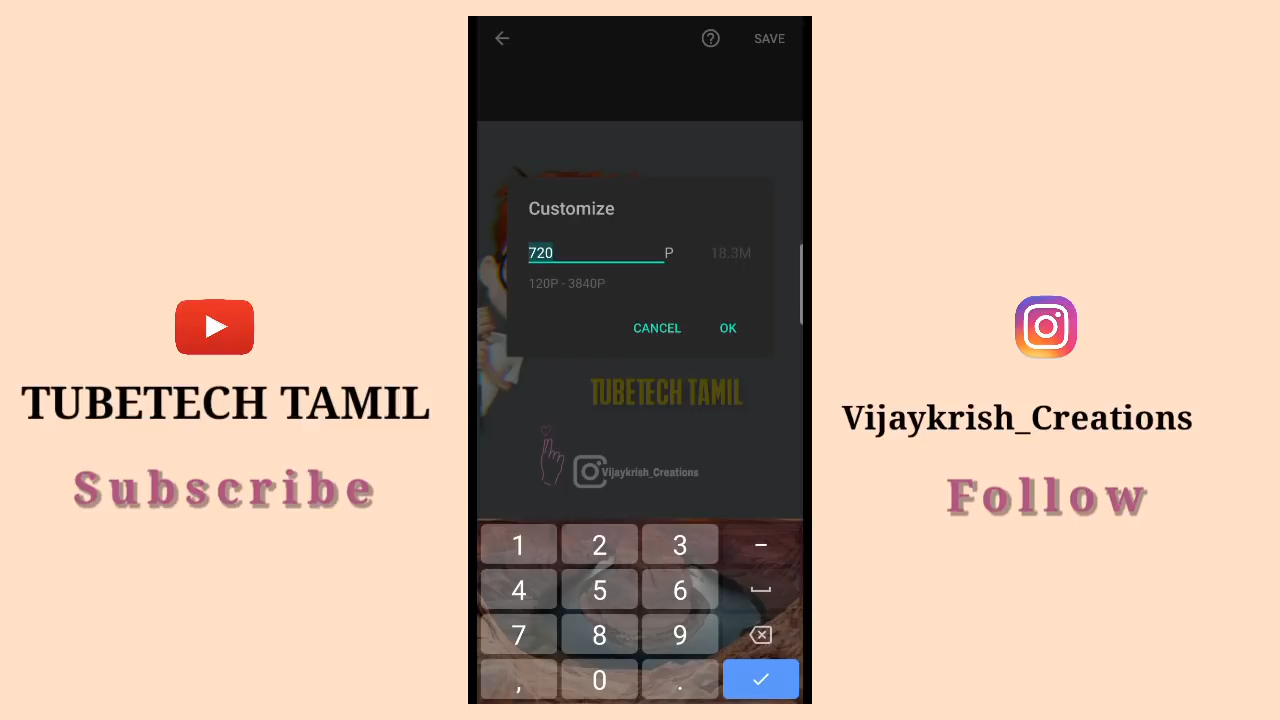 SAVE
Customize
720 P 18.3M
120P - 3840P
CANCEL OK
TUBETECH TAMIL
Vijaykrish_Creations
1 2 3 –
4 5 6
7 8 9
, 0 .
TUBETECH TAMIL
Subscribe
Vijaykrish_Creations
Follow